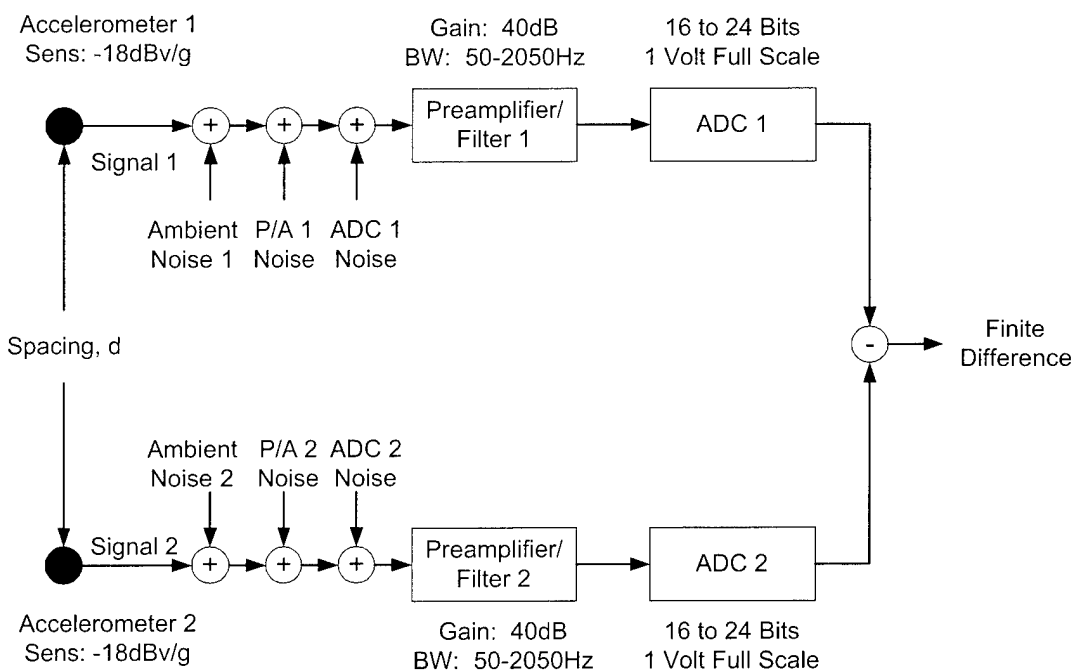 Accelerometer 1
Sens: -18dBv/g
Gain: 40dB
BW: 50-2050Hz
16 to 24 Bits
1 Volt Full Scale
Signal 1
+
+
+
Preamplifier/
Filter 1
ADC 1
Ambient
Noise 1
P/A 1
Noise
ADC 1
Noise
Spacing, d
-
Finite
Difference
Ambient
Noise 2
P/A 2
Noise
ADC 2
Noise
Signal 2
+
+
+
Preamplifier/
Filter 2
ADC 2
Accelerometer 2
Sens: -18dBv/g
Gain: 40dB
BW: 50-2050Hz
16 to 24 Bits
1 Volt Full Scale